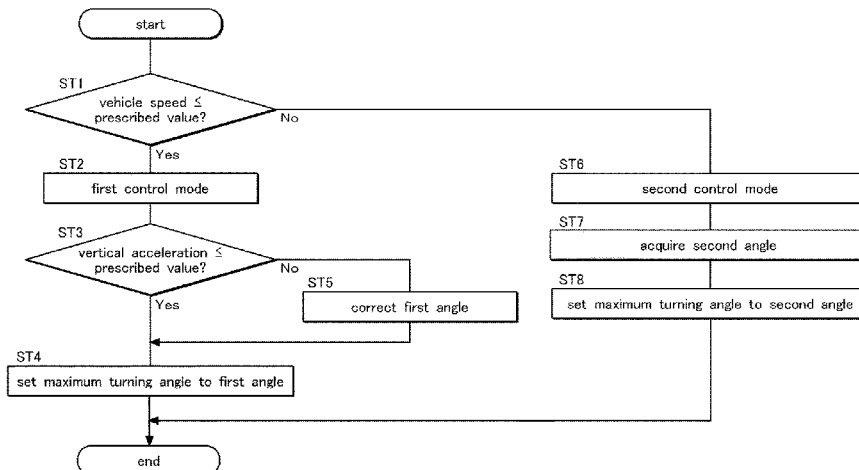 start
ST1
vehicle speed ≤
prescribed value?
No
Yes
ST2
first control mode
ST3
vertical acceleration ≤
prescribed value?
No
Yes
ST5
correct first angle
ST4
set maximum turning angle to first angle
ST6
second control mode
ST7
acquire second angle
ST8
set maximum turning angle to second angle
end